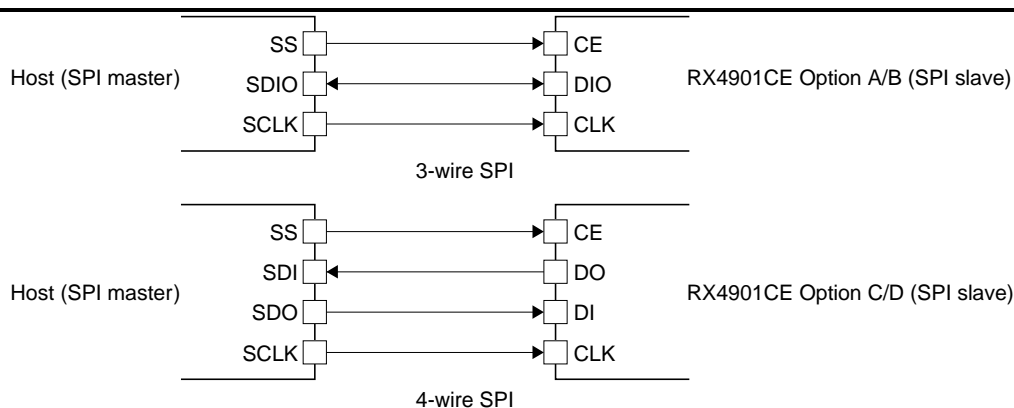 SS CE
Host (SPI master) SDIO DIO RX4901CE Option A/B (SPI slave)
SCLK CLK
3-wire SPI
SS CE
SDI DO
Host (SPI master) RX4901CE Option C/D (SPI slave)
SDO DI
SCLK CLK
4-wire SPI